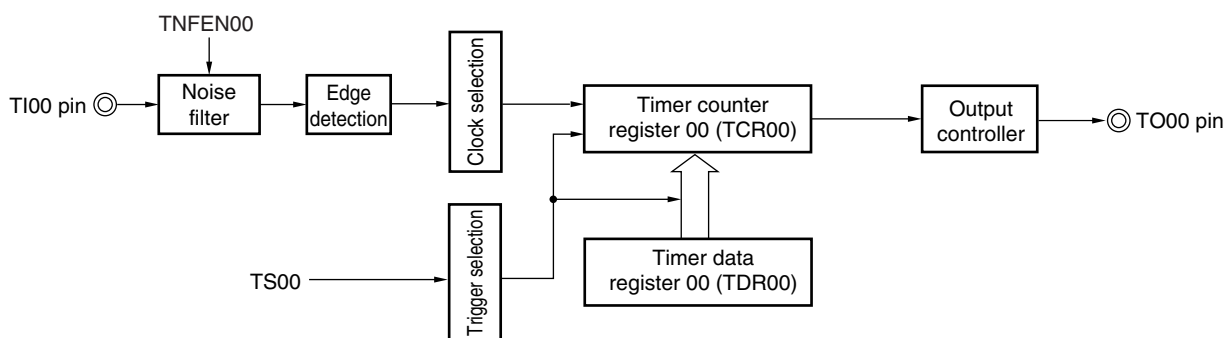 TNFEN00
TI00 pin
Noise
filter
Edge
detection
Clock selection
Timer counter
register 00 (TCR00)
Output
controller
TO00 pin
TS00
Trigger selection
Timer data
register 00 (TDR00)